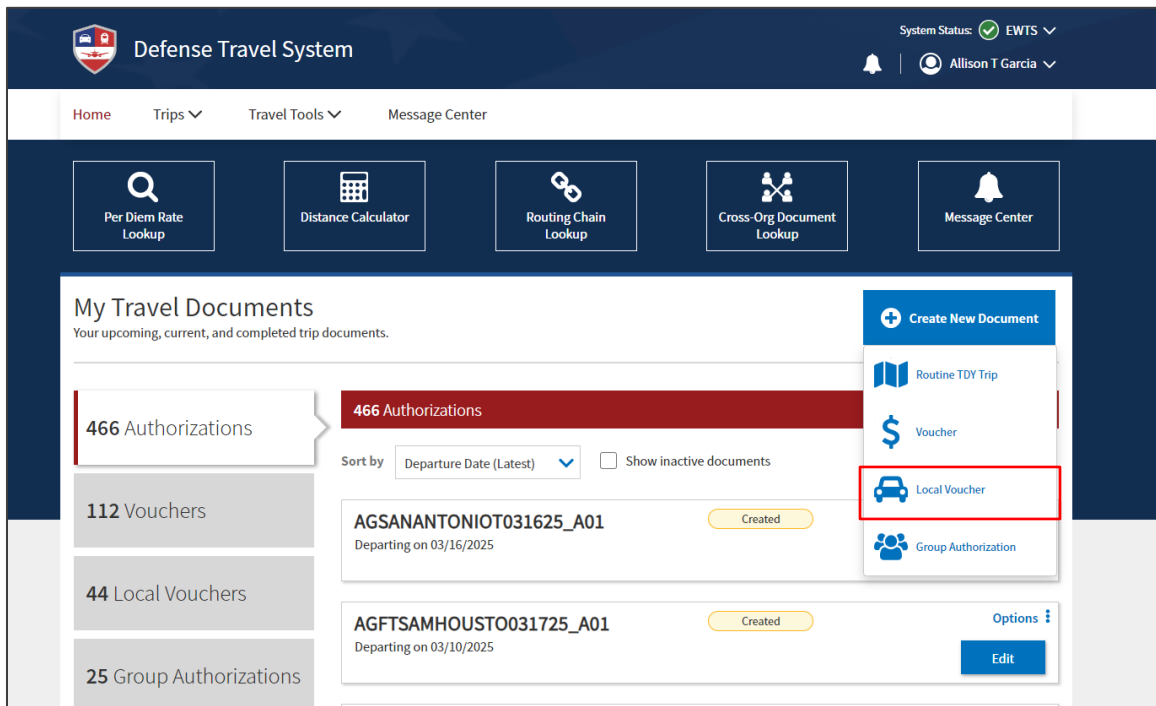 Defense Travel System
System Status: EWTS
Allison T Garcia
Home Trips Travel Tools Message Center
Per Diem Rate
Lookup
Distance Calculator
Routing Chain
Lookup
Cross-Org Document
Lookup
Message Center
My Travel Documents
Your upcoming, current, and completed trip documents.
Create New Document
Routine TDY Trip
Voucher
Local Voucher
Group Authorization
466 Authorizations
112 Vouchers
44 Local Vouchers
25 Group Authorizations
466 Authorizations
Sort by Departure Date (Latest) Show inactive documents
AGSANANTONIOT031625_A01 Created
Departing on 03/16/2025
AGFTSAMHOUSTO031725_A01 Created Options
Departing on 03/10/2025
Edit